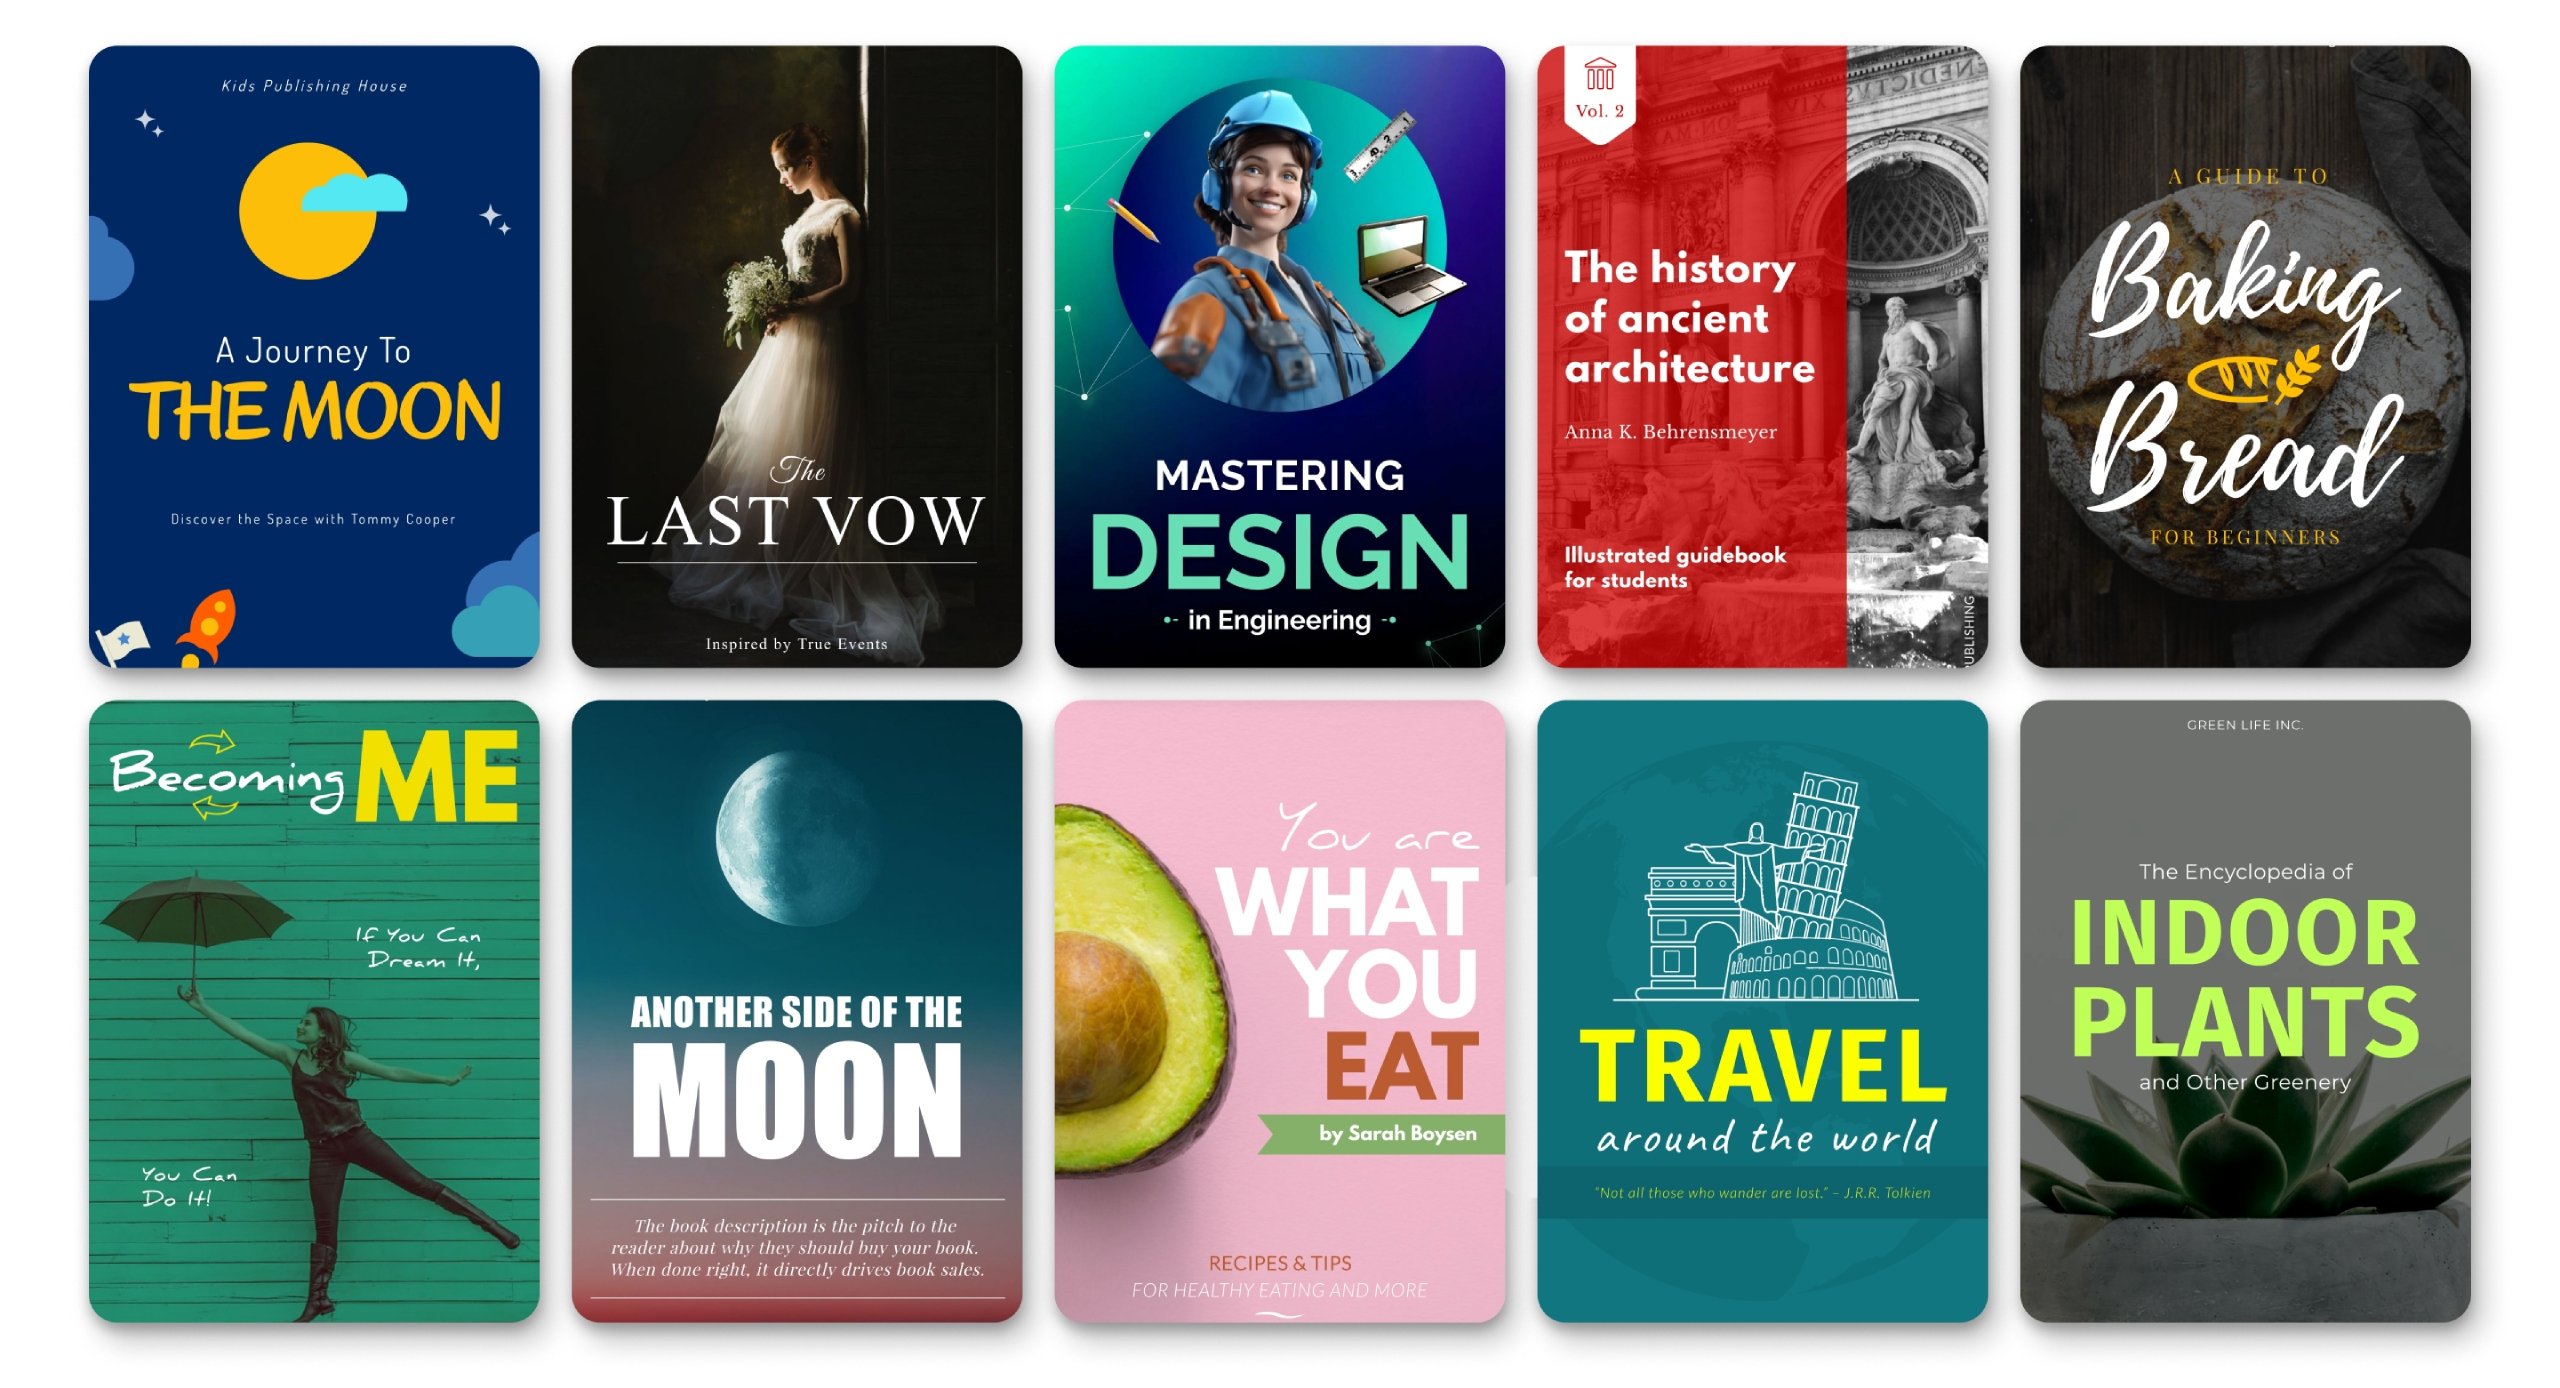 Kids Publishing House
A Journey To
THE MOON
Discover the Space with Tommy Cooper
The
LAST VOW
Inspired by True Events
MASTERING
DESIGN
in Engineering
Vol. 2
The history
of ancient
architecture
Anna K. Behrensmeyer
Illustrated guidebook
for students
A GUIDE TO
Baking
Bread
FOR BEGINNERS
Becoming ME
If You Can
Dream It,
You Can
Do It!
ANOTHER SIDE OF THE
MOON
The book description is the pitch to the
reader about why they should buy your book.
When done right, it directly drives book sales.
You are
WHAT
YOU
EAT
by Sarah Boysen
RECIPES & TIPS
FOR HEALTHY EATING AND MORE
TRAVEL
around the world
"Not all those who wander are lost." – J.R.R. Tolkien
GREEN LIFE INC.
The Encyclopedia of
INDOOR
PLANTS
and Other Greenery